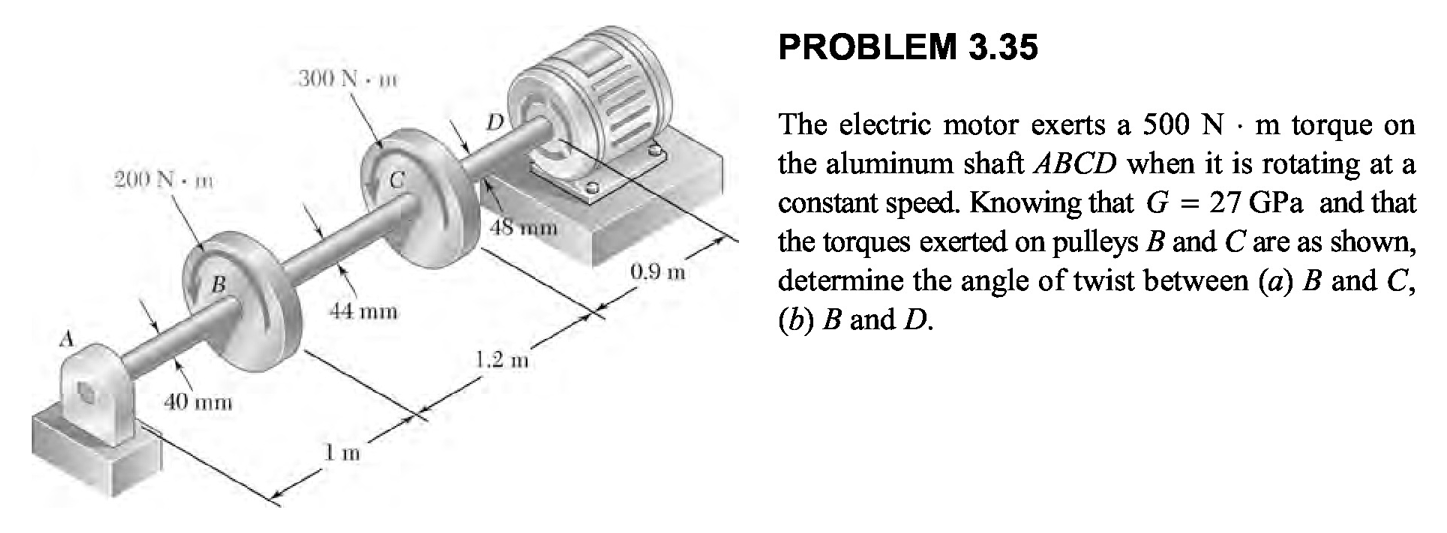 300 N · m
D
C
200 N · m
48 mm
B
0.9 m
44 mm
A
1.2 m
40 mm
1 m
PROBLEM 3.35
The electric motor exerts a 500 N · m torque on
the aluminum shaft ABCD when it is rotating at a
constant speed. Knowing that G = 27 GPa and that
the torques exerted on pulleys B and C are as shown,
determine the angle of twist between (a) B and C,
(b) B and D.